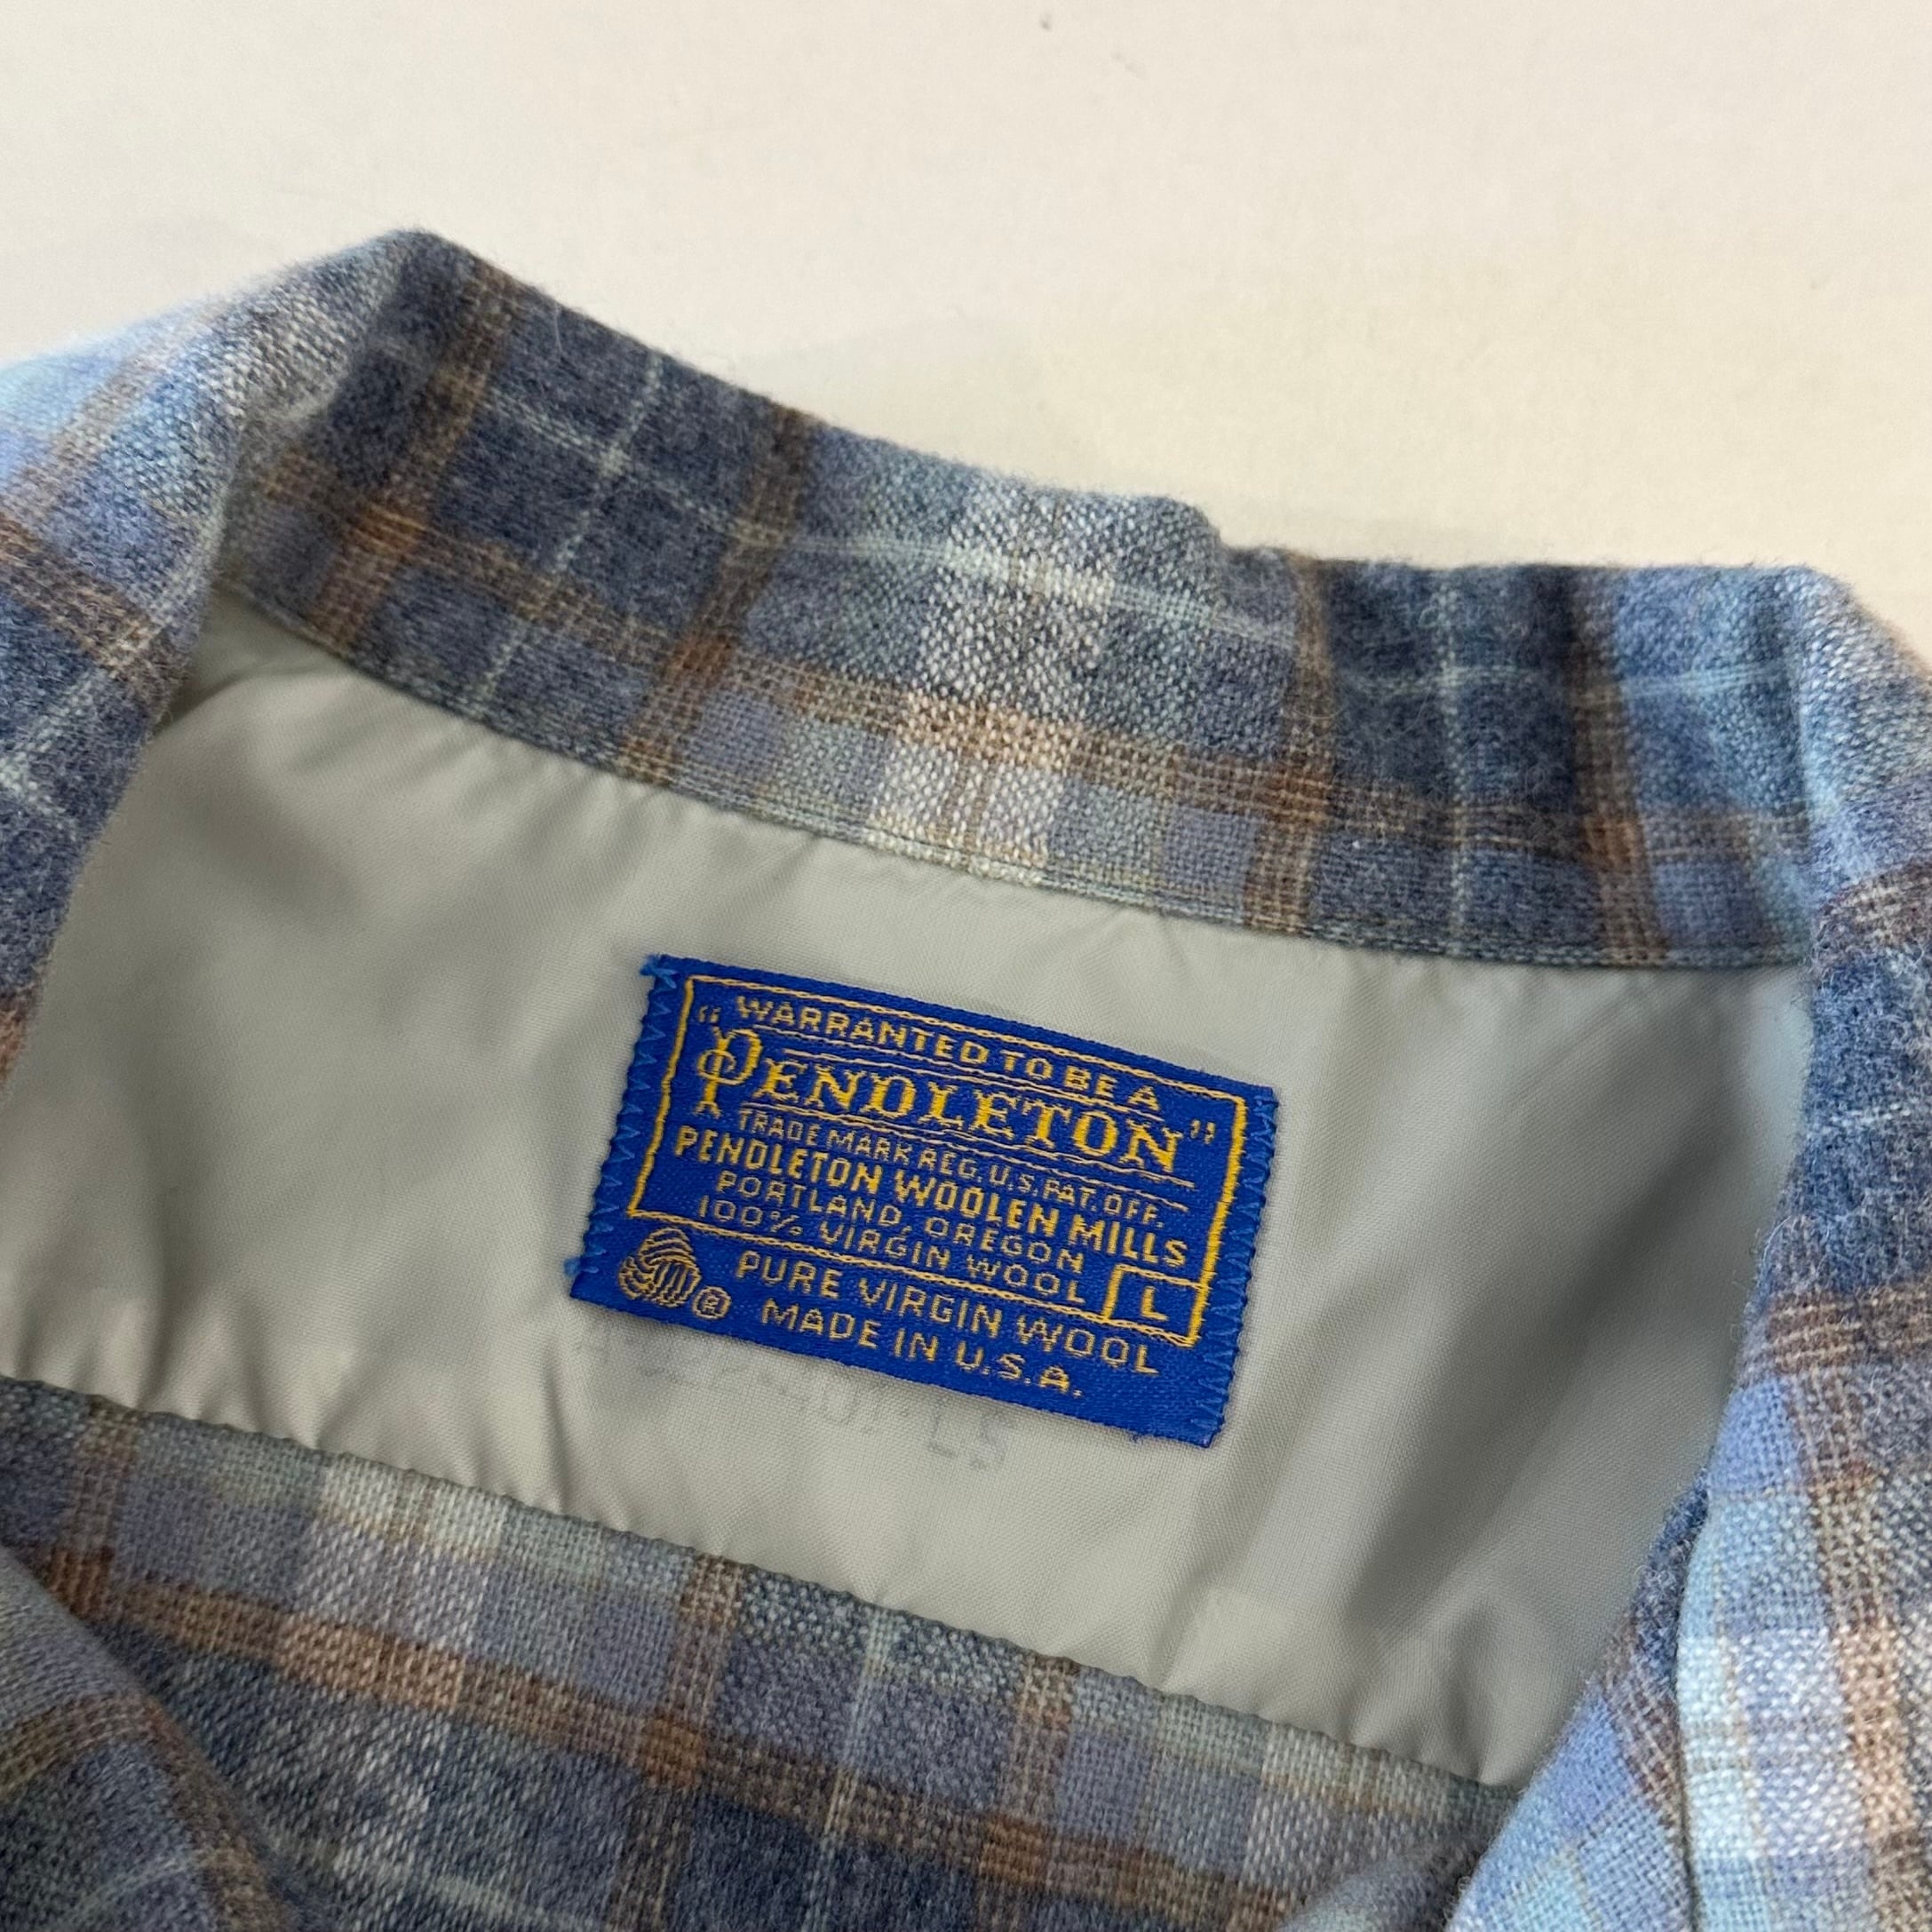 "WARRANTED TO BE A
PENDLETON"
TRADE MARK REG. U.S. PAT. OFF.
PENDLETON WOOLEN MILLS
PORTLAND, OREGON
100% VIRGIN WOOL
L
PURE VIRGIN WOOL
® MADE IN U.S.A.